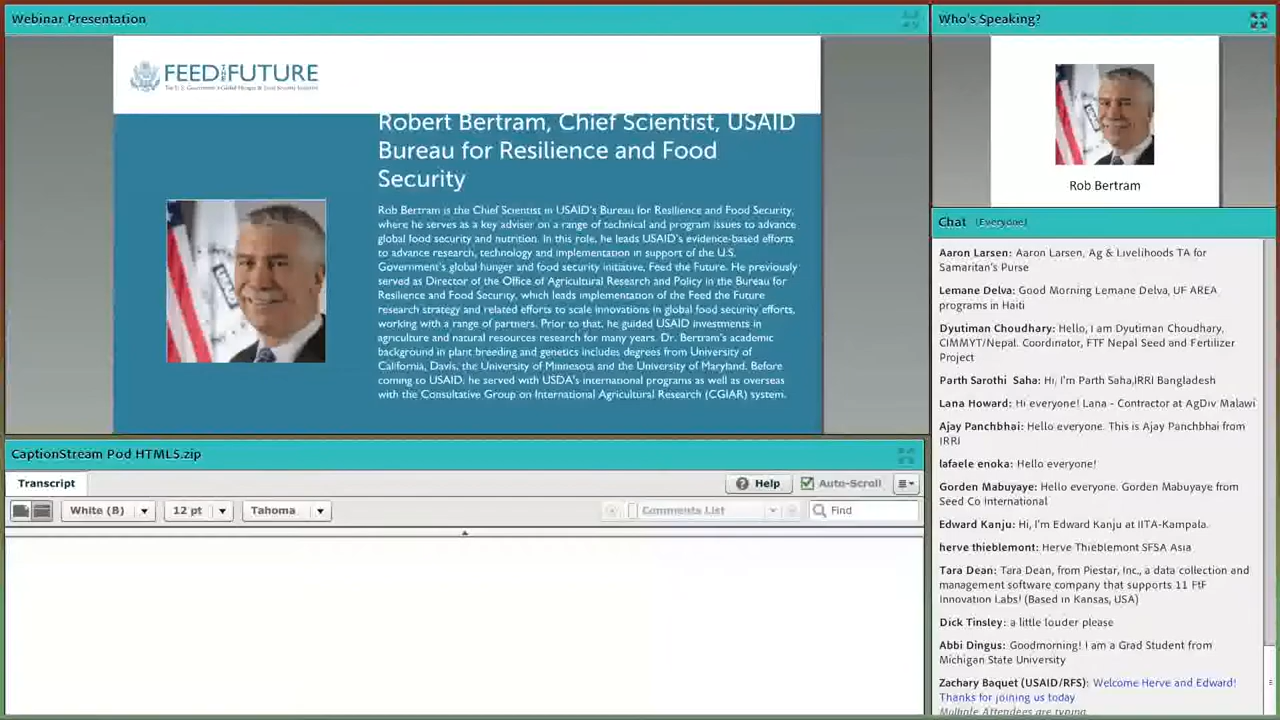 Webinar Presentation
FEED THE FUTURE
The U.S. Government's Global Hunger & Food Security Initiative
Robert Bertram, Chief Scientist, USAID
Bureau for Resilience and Food
Security
Rob Bertram is the Chief Scientist in USAID's Bureau for Resilience and Food Security,
where he serves as a key adviser on a range of technical and program issues to advance
global food security and nutrition. In this role, he leads USAID's evidence-based efforts
to advance research, technology and implementation in support of the U.S.
Government's global hunger and food security initiative, Feed the Future. He previously
served as Director of the Office of Agricultural Research and Policy in the Bureau for
Resilience and Food Security, which leads implementation of the Feed the Future
research strategy and related efforts to scale innovations in global food security efforts,
working with a range of partners. Prior to that, he guided USAID investments in
agriculture and natural resources research for many years. Dr. Bertram's academic
background in plant breeding and genetics includes degrees from University of
California, Davis, the University of Minnesota and the University of Maryland. Before
coming to USAID, he served with USDA's international programs as well as overseas
with the Consultative Group on International Agricultural Research (CGIAR) system.
CaptionStream Pod HTML5.zip
Transcript
Help
Auto-Scroll
White (B)
12 pt
Tahoma
Comments List
Find
Who's Speaking?
Rob Bertram
Chat (Everyone)
Aaron Larsen: Aaron Larsen, Ag & Livelihoods TA for
Samaritan's Purse
Lemane Delva: Good Morning Lemane Delva, UF AREA
programs in Haiti
Dyutiman Choudhary: Hello, I am Dyutiman Choudhary,
CIMMYT/Nepal. Coordinator, FTF Nepal Seed and Fertilizer
Project
Parth Sarothi Saha: Hi, I'm Parth Saha,IRRI Bangladesh
Lana Howard: Hi everyone! Lana - Contractor at AgDiv Malawi
Ajay Panchbhai: Hello everyone. This is Ajay Panchbhai from
IRRI
lafaele enoka: Hello everyone!
Gorden Mabuyaye: Hello everyone. Gorden Mabuyaye from
Seed Co International
Edward Kanju: Hi, I'm Edward Kanju at IITA-Kampala.
herve thieblemont: Herve Thieblemont SFSA Asia
Tara Dean: Tara Dean, from Piestar, Inc., a data collection and
management software company that supports 11 FtF
Innovation Labs! (Based in Kansas, USA)
Dick Tinsley: a little louder please
Abbi Dingus: Goodmorning! I am a Grad Student from
Michigan State University
Zachary Baquet (USAID/RFS): Welcome Herve and Edward!
Thanks for joining us today
Multiple Attendees are typing